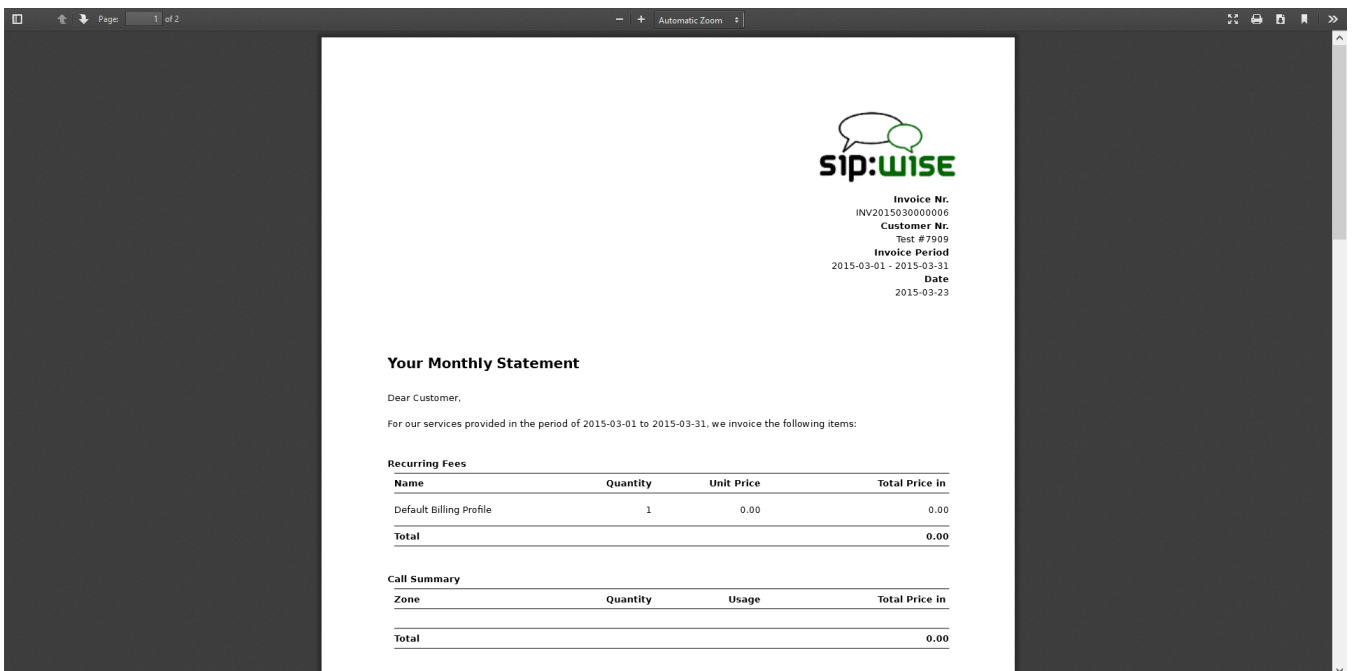 Page: 1 of 2
Automatic Zoom
sip:wise
Invoice Nr.
INV2015030000006
Customer Nr.
Test #7909
Invoice Period
2015-03-01 - 2015-03-31
Date
2015-03-23
Your Monthly Statement
Dear Customer,
For our services provided in the period of 2015-03-01 to 2015-03-31, we invoice the following items:
Recurring Fees
Name Quantity Unit Price Total Price in
Default Billing Profile 1 0.00 0.00
Total 0.00
Call Summary
Zone Quantity Usage Total Price in
Total 0.00